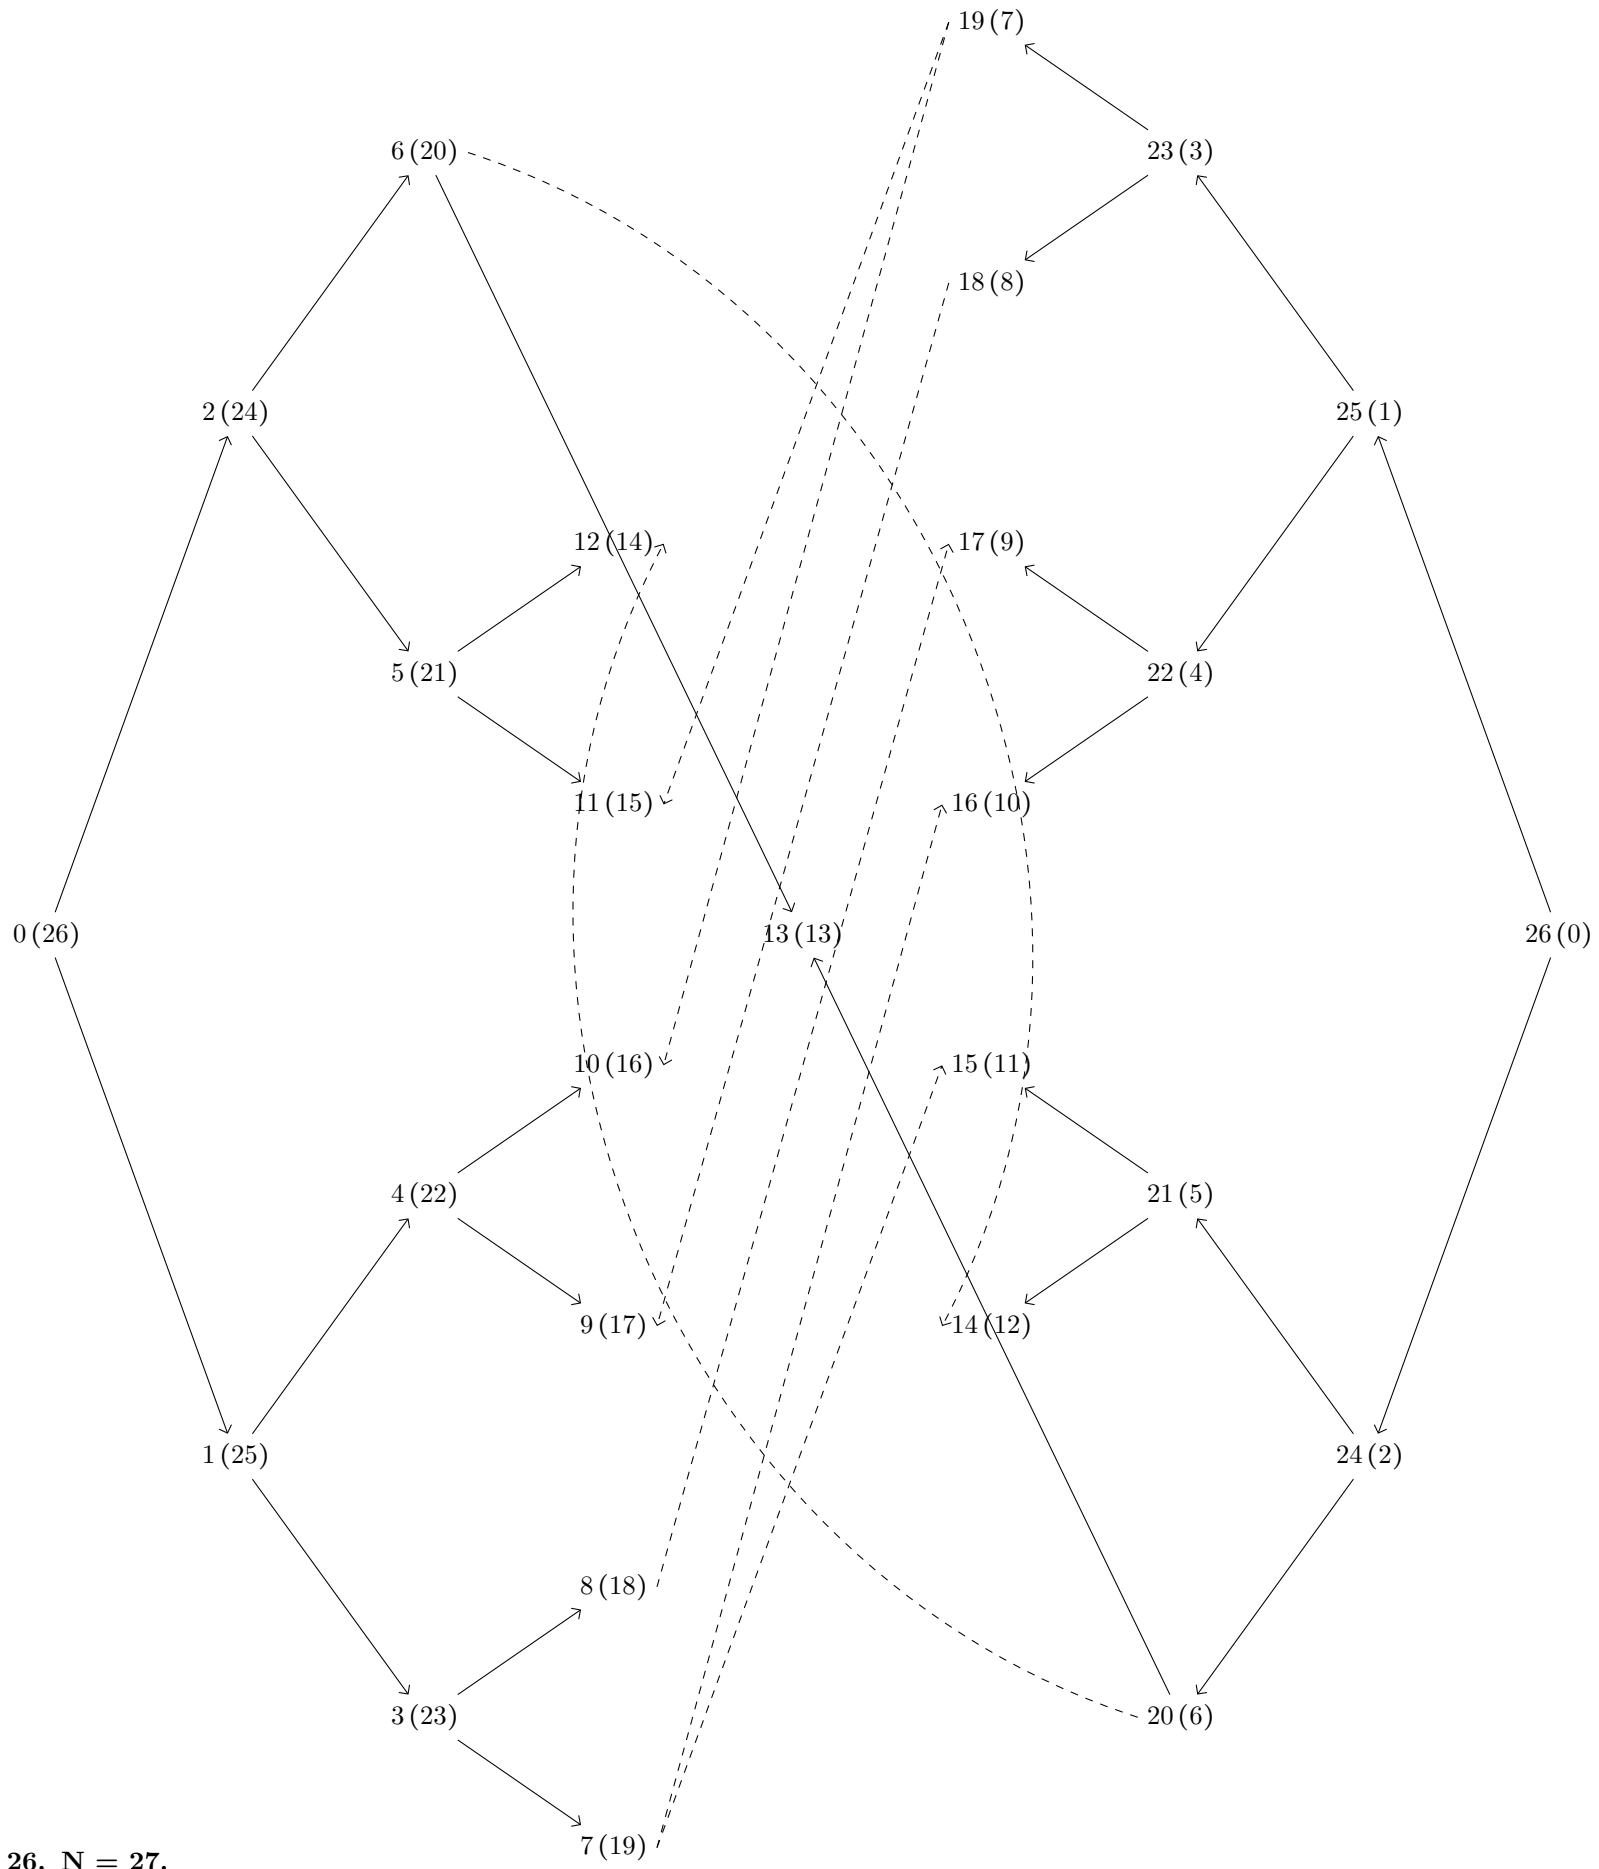 19 (7)
6 (20) 23 (3)
18 (8)
2 (24) 25 (1)
12 (14) 17 (9)
5 (21) 22 (4)
11 (15) 16 (10)
0 (26) 13 (13) 26 (0)
10 (16) 15 (11)
4 (22) 21 (5)
9 (17) 14 (12)
1 (25) 24 (2)
8 (18)
3 (23) 20 (6)
7 (19)
26. N = 27.